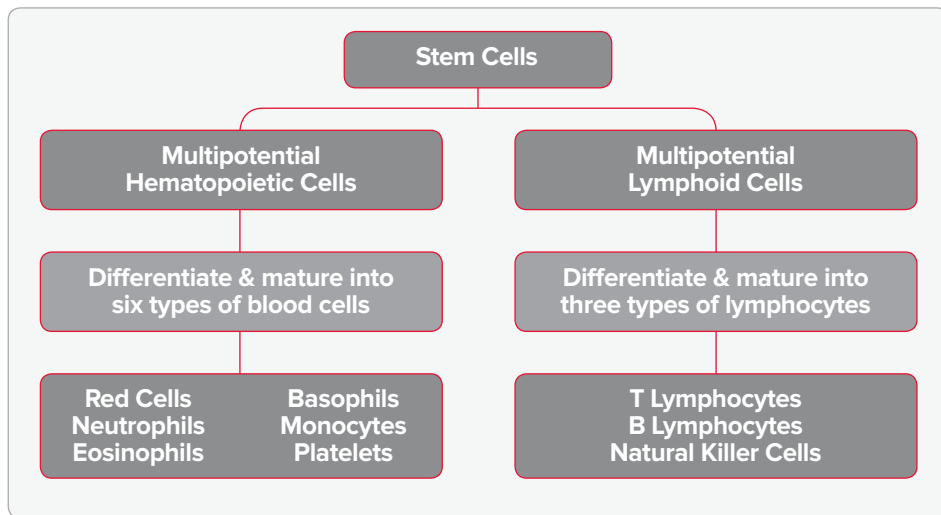 Stem Cells
Multipotential
Hematopoietic Cells
Multipotential
Lymphoid Cells
Differentiate & mature into
six types of blood cells
Differentiate & mature into
three types of lymphocytes
Red Cells
Neutrophils
Eosinophils
Basophils
Monocytes
Platelets
T Lymphocytes
B Lymphocytes
Natural Killer Cells